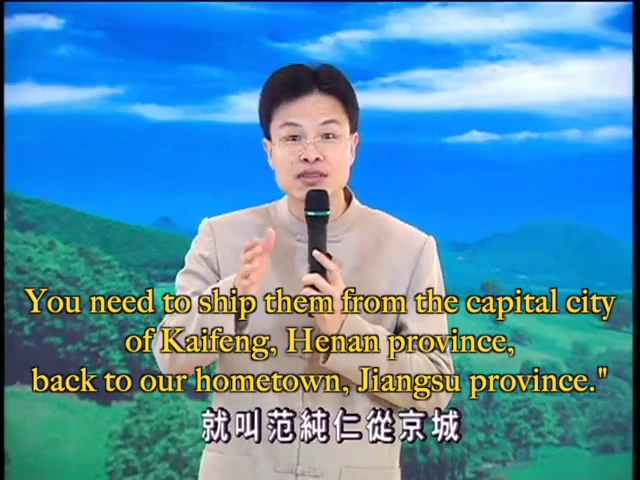 You need to ship them from the capital city
of Kaifeng, Henan province,
back to our hometown, Jiangsu province."
就叫范純仁從京城